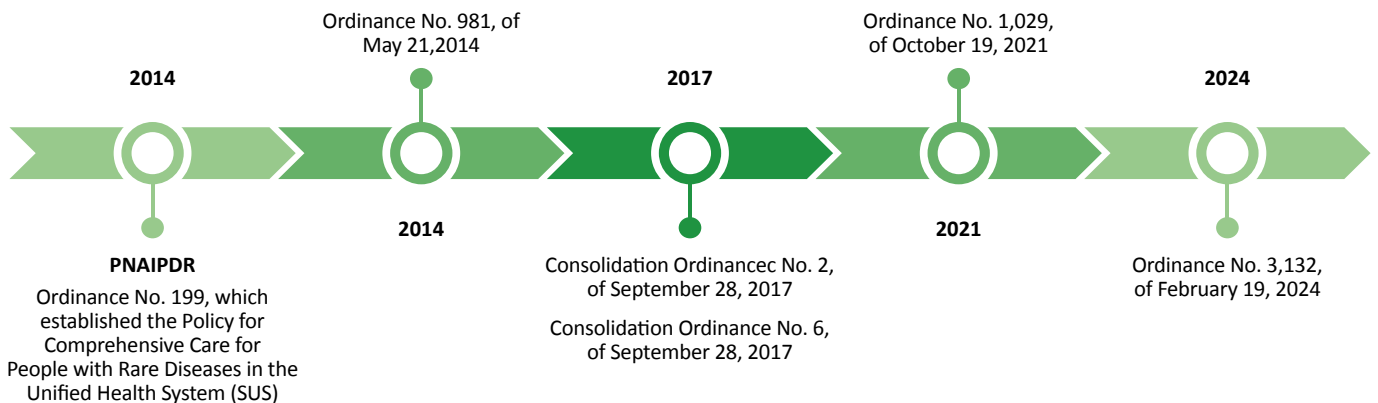 2014
PNAIPDR
Ordinance No. 199, which
established the Policy for
Comprehensive Care for
People with Rare Diseases in the
Unified Health System (SUS)
Ordinance No. 981, of
May 21,2014
2014
2017
Consolidation Ordinancec No. 2,
of September 28, 2017
Consolidation Ordinance No. 6,
of September 28, 2017
Ordinance No. 1,029,
of October 19, 2021
2021
2024
Ordinance No. 3,132,
of February 19, 2024